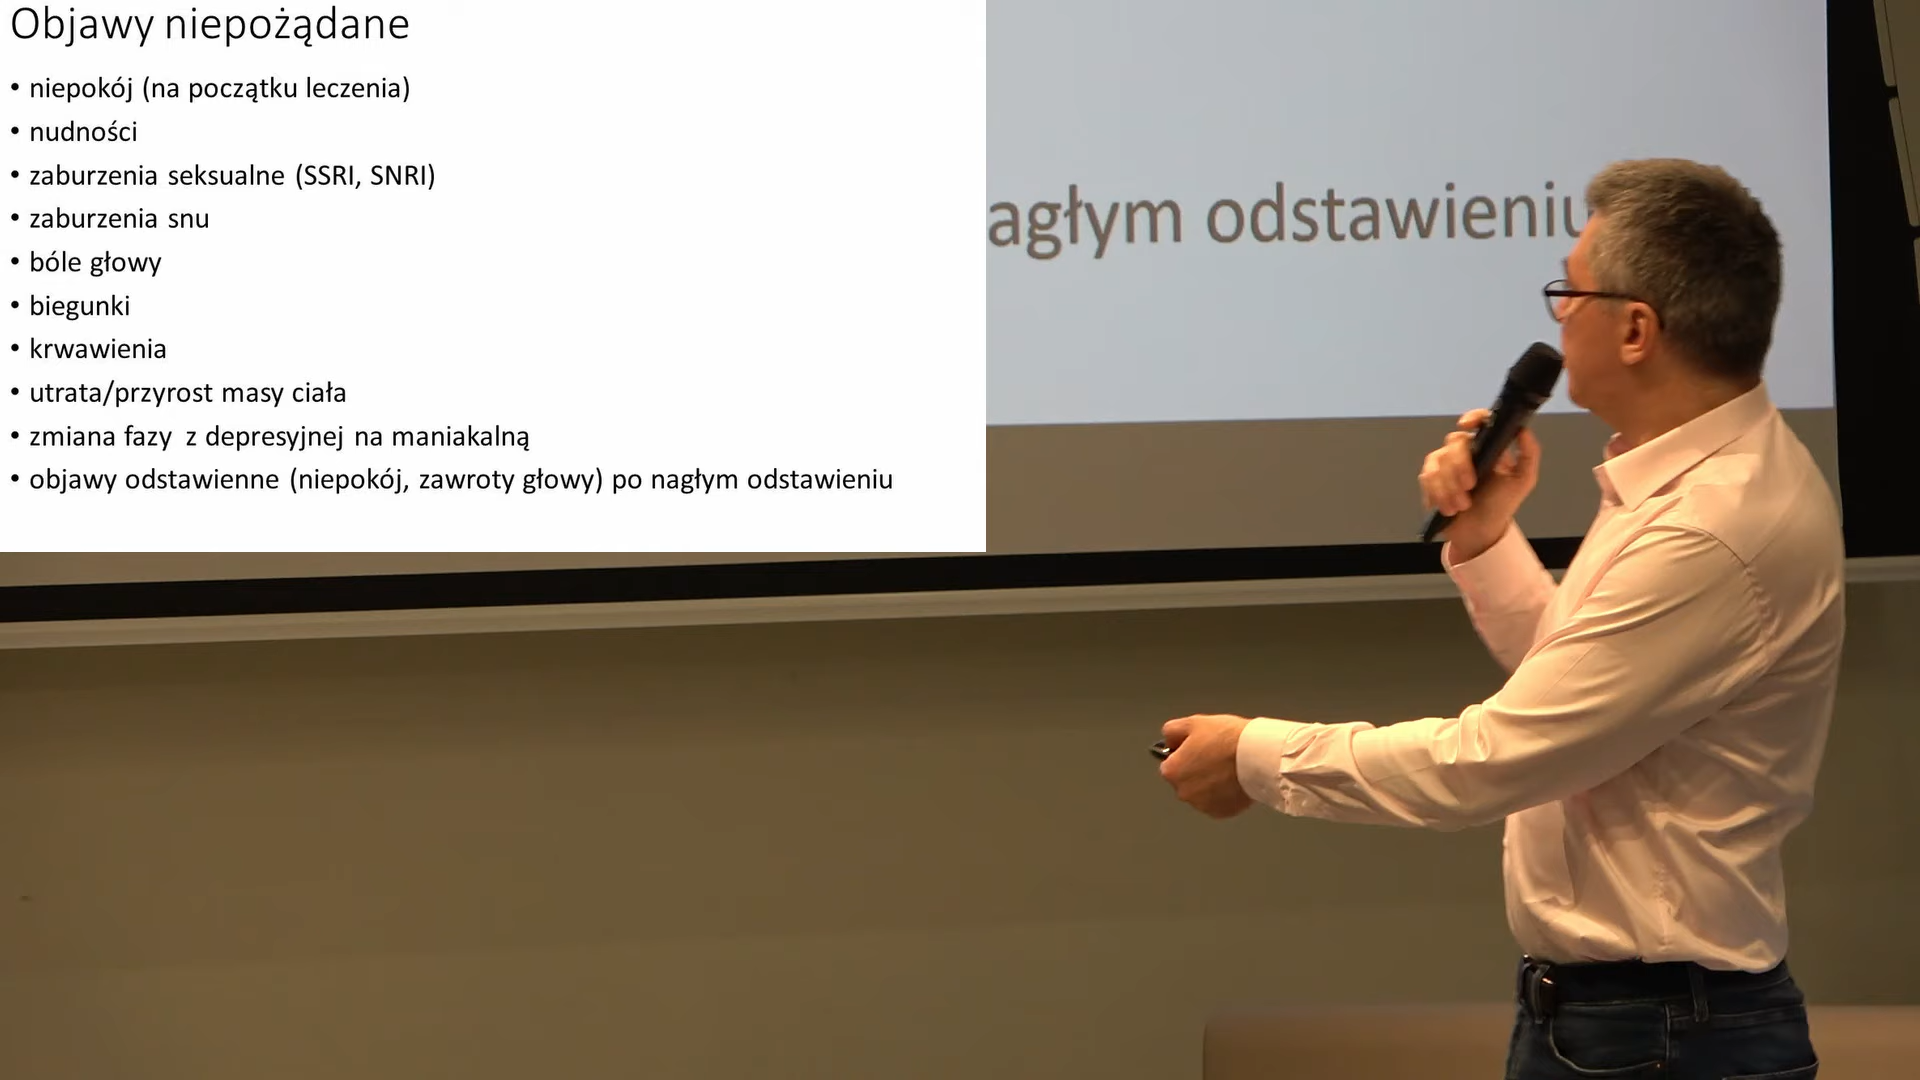 Objawy niepożądane
• niepokój (na początku leczenia)
• nudności
• zaburzenia seksualne (SSRI, SNRI)
• zaburzenia snu
• bóle głowy
• biegunki
• krwawienia
• utrata/przyrost masy ciała
• zmiana fazy z depresyjnej na maniakalną
• objawy odstawienne (niepokój, zawroty głowy) po nagłym odstawieniu
agłym odstawieniu